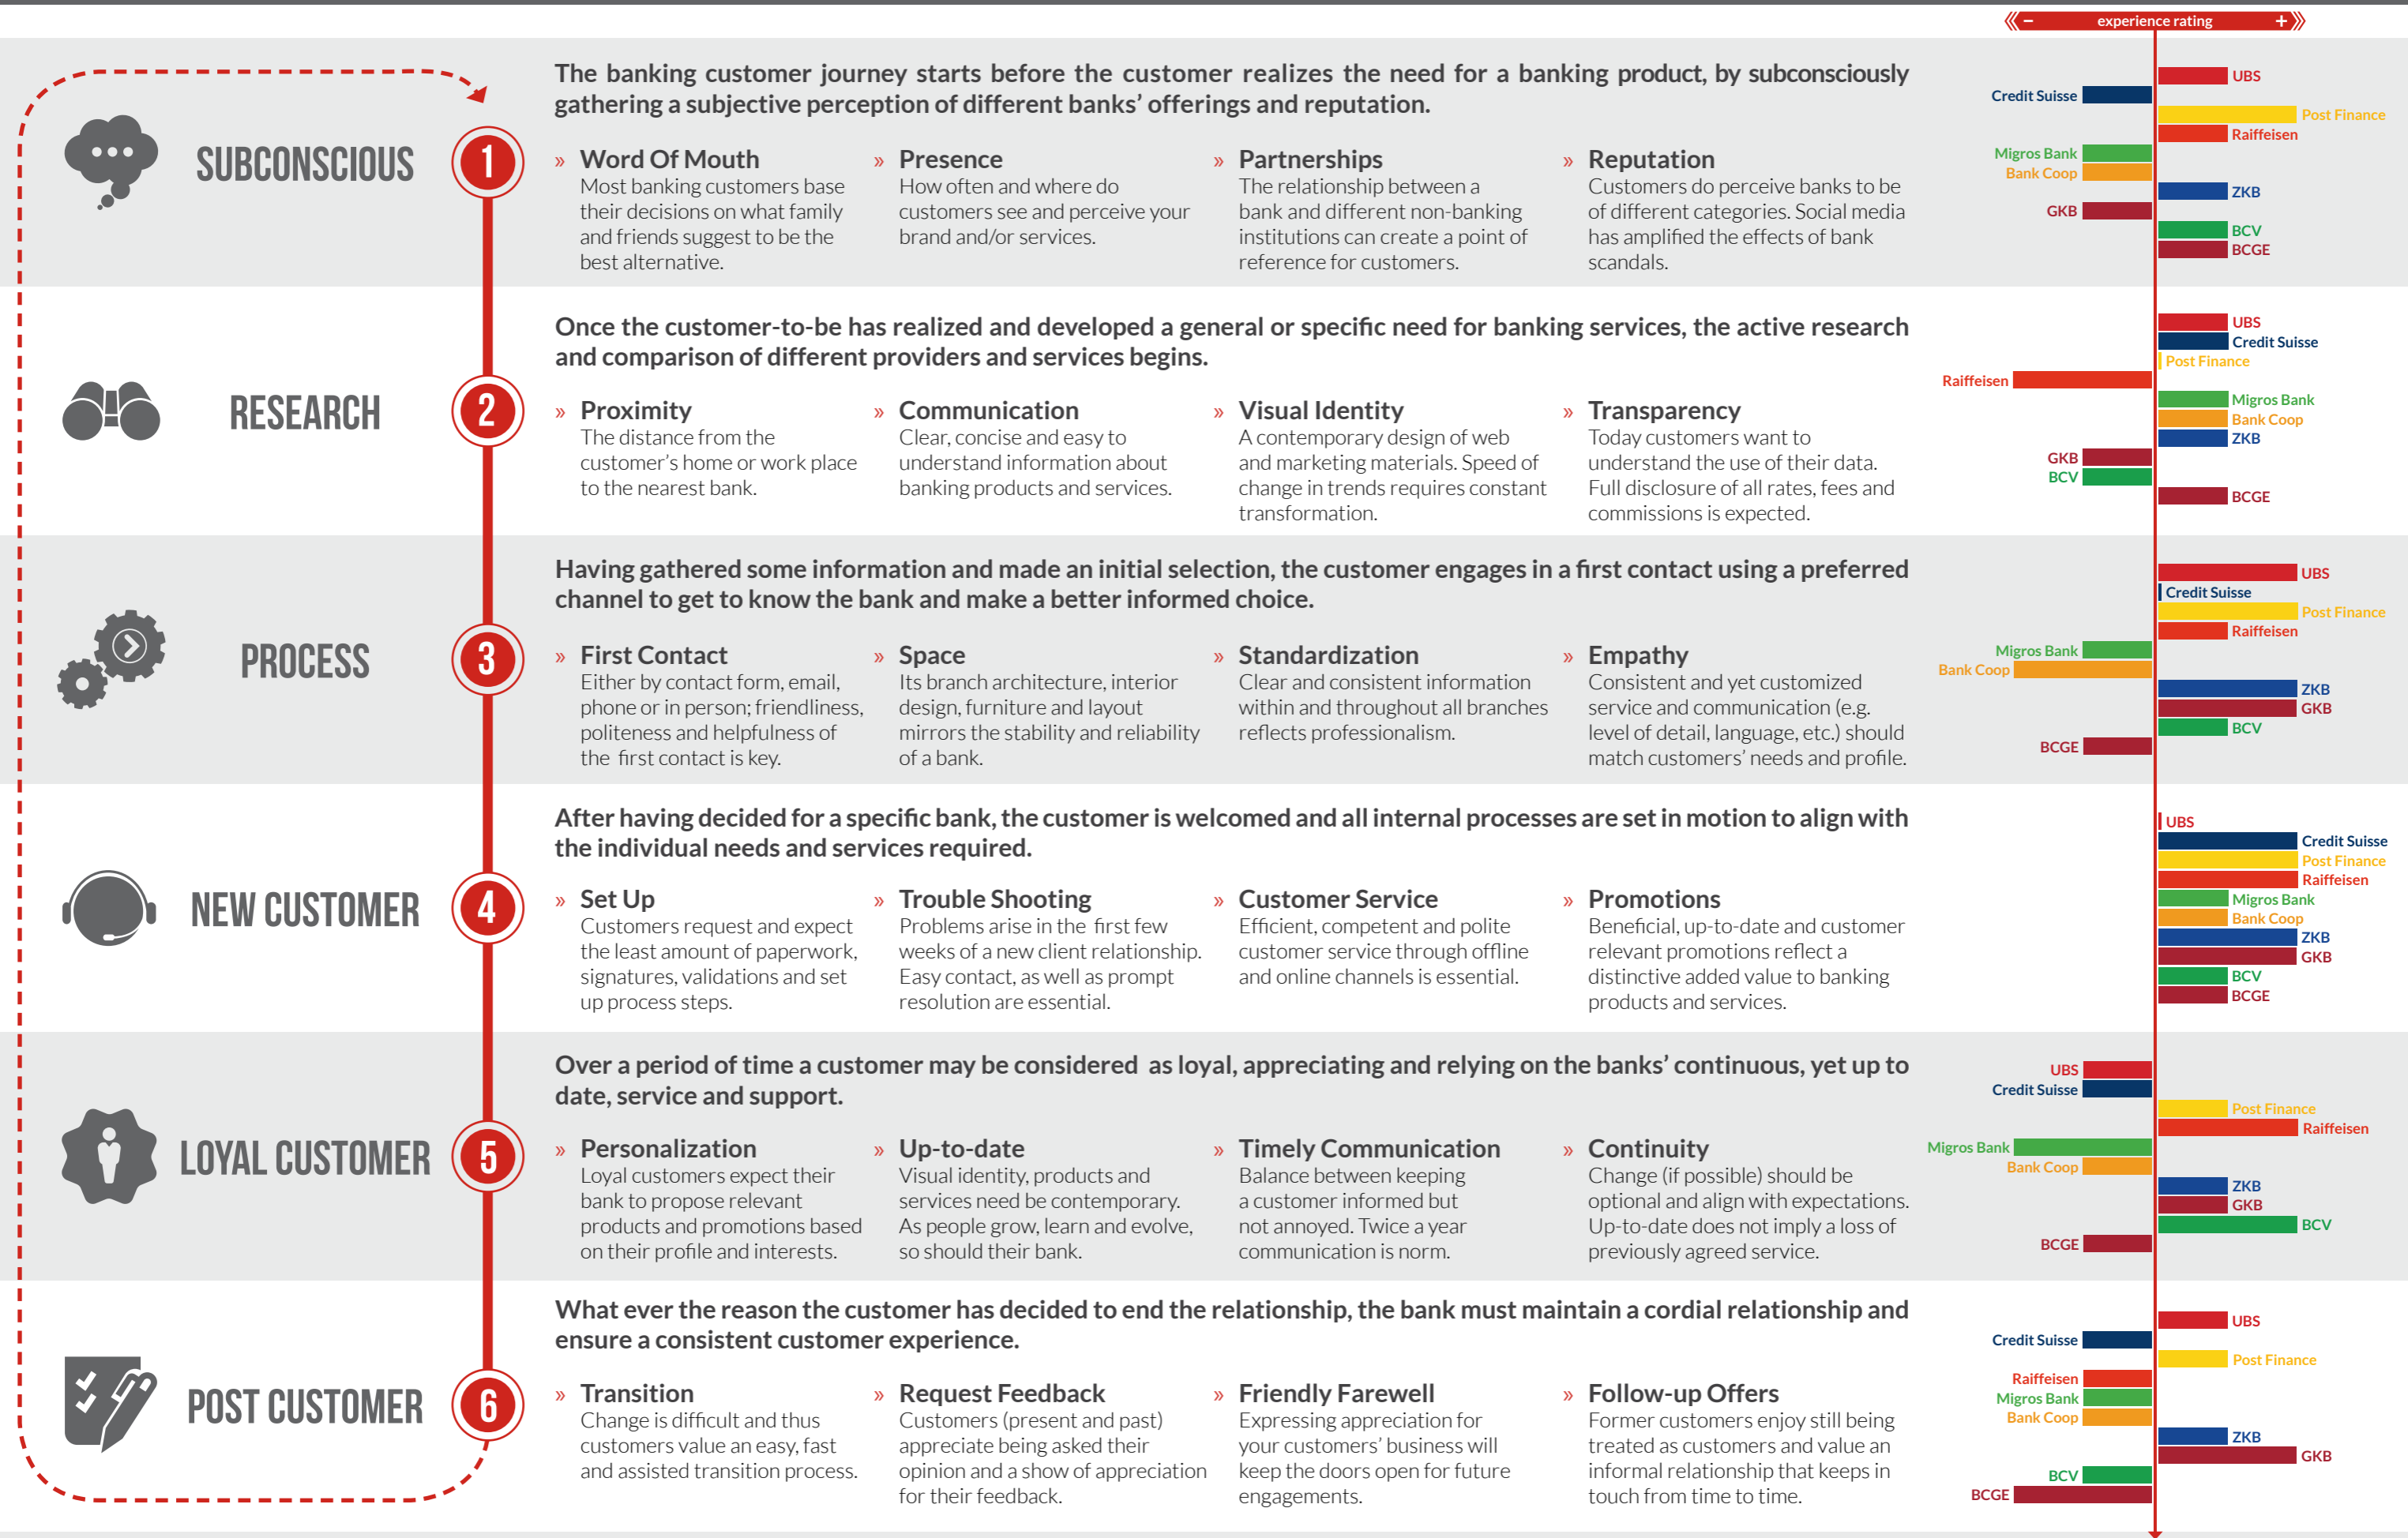 − experience rating +
SUBCONSCIOUS
1
The banking customer journey starts before the customer realizes the need for a banking product, by subconsciously
gathering a subjective perception of different banks’ offerings and reputation.
» Word Of Mouth
Most banking customers base
their decisions on what family
and friends suggest to be the
best alternative.
» Presence
How often and where do
customers see and perceive your
brand and/or services.
» Partnerships
The relationship between a
bank and different non-banking
institutions can create a point of
reference for customers.
» Reputation
Customers do perceive banks to be
of different categories. Social media
has amplified the effects of bank
scandals.
UBS
Credit Suisse
Post Finance
Raiffeisen
Migros Bank
Bank Coop
ZKB
GKB
BCV
BCGE
RESEARCH
2
Once the customer-to-be has realized and developed a general or specific need for banking services, the active research
and comparison of different providers and services begins.
» Proximity
The distance from the
customer’s home or work place
to the nearest bank.
» Communication
Clear, concise and easy to
understand information about
banking products and services.
» Visual Identity
A contemporary design of web
and marketing materials. Speed of
change in trends requires constant
transformation.
» Transparency
Today customers want to
understand the use of their data.
Full disclosure of all rates, fees and
commissions is expected.
UBS
Credit Suisse
Post Finance
Raiffeisen
Migros Bank
Bank Coop
ZKB
GKB
BCV
BCGE
PROCESS
3
Having gathered some information and made an initial selection, the customer engages in a first contact using a preferred
channel to get to know the bank and make a better informed choice.
» First Contact
Either by contact form, email,
phone or in person; friendliness,
politeness and helpfulness of
the first contact is key.
» Space
Its branch architecture, interior
design, furniture and layout
mirrors the stability and reliability
of a bank.
» Standardization
Clear and consistent information
within and throughout all branches
reflects professionalism.
» Empathy
Consistent and yet customized
service and communication (e.g.
level of detail, language, etc.) should
match customers’ needs and profile.
UBS
Credit Suisse
Post Finance
Raiffeisen
Migros Bank
Bank Coop
ZKB
GKB
BCV
BCGE
NEW CUSTOMER
4
After having decided for a specific bank, the customer is welcomed and all internal processes are set in motion to align with
the individual needs and services required.
» Set Up
Customers request and expect
the least amount of paperwork,
signatures, validations and set
up process steps.
» Trouble Shooting
Problems arise in the first few
weeks of a new client relationship.
Easy contact, as well as prompt
resolution are essential.
» Customer Service
Efficient, competent and polite
customer service through offline
and online channels is essential.
» Promotions
Beneficial, up-to-date and customer
relevant promotions reflect a
distinctive added value to banking
products and services.
UBS
Credit Suisse
Post Finance
Raiffeisen
Migros Bank
Bank Coop
ZKB
GKB
BCV
BCGE
LOYAL CUSTOMER
5
Over a period of time a customer may be considered as loyal, appreciating and relying on the banks’ continuous, yet up to
date, service and support.
» Personalization
Loyal customers expect their
bank to propose relevant
products and promotions based
on their profile and interests.
» Up-to-date
Visual identity, products and
services need be contemporary.
As people grow, learn and evolve,
so should their bank.
» Timely Communication
Balance between keeping
a customer informed but
not annoyed. Twice a year
communication is norm.
» Continuity
Change (if possible) should be
optional and align with expectations.
Up-to-date does not imply a loss of
previously agreed service.
UBS
Credit Suisse
Post Finance
Raiffeisen
Migros Bank
Bank Coop
ZKB
GKB
BCV
BCGE
POST CUSTOMER
6
What ever the reason the customer has decided to end the relationship, the bank must maintain a cordial relationship and
ensure a consistent customer experience.
» Transition
Change is difficult and thus
customers value an easy, fast
and assisted transition process.
» Request Feedback
Customers (present and past)
appreciate being asked their
opinion and a show of appreciation
for their feedback.
» Friendly Farewell
Expressing appreciation for
your customers’ business will
keep the doors open for future
engagements.
» Follow-up Offers
Former customers enjoy still being
treated as customers and value an
informal relationship that keeps in
touch from time to time.
UBS
Credit Suisse
Post Finance
Raiffeisen
Migros Bank
Bank Coop
ZKB
GKB
BCV
BCGE